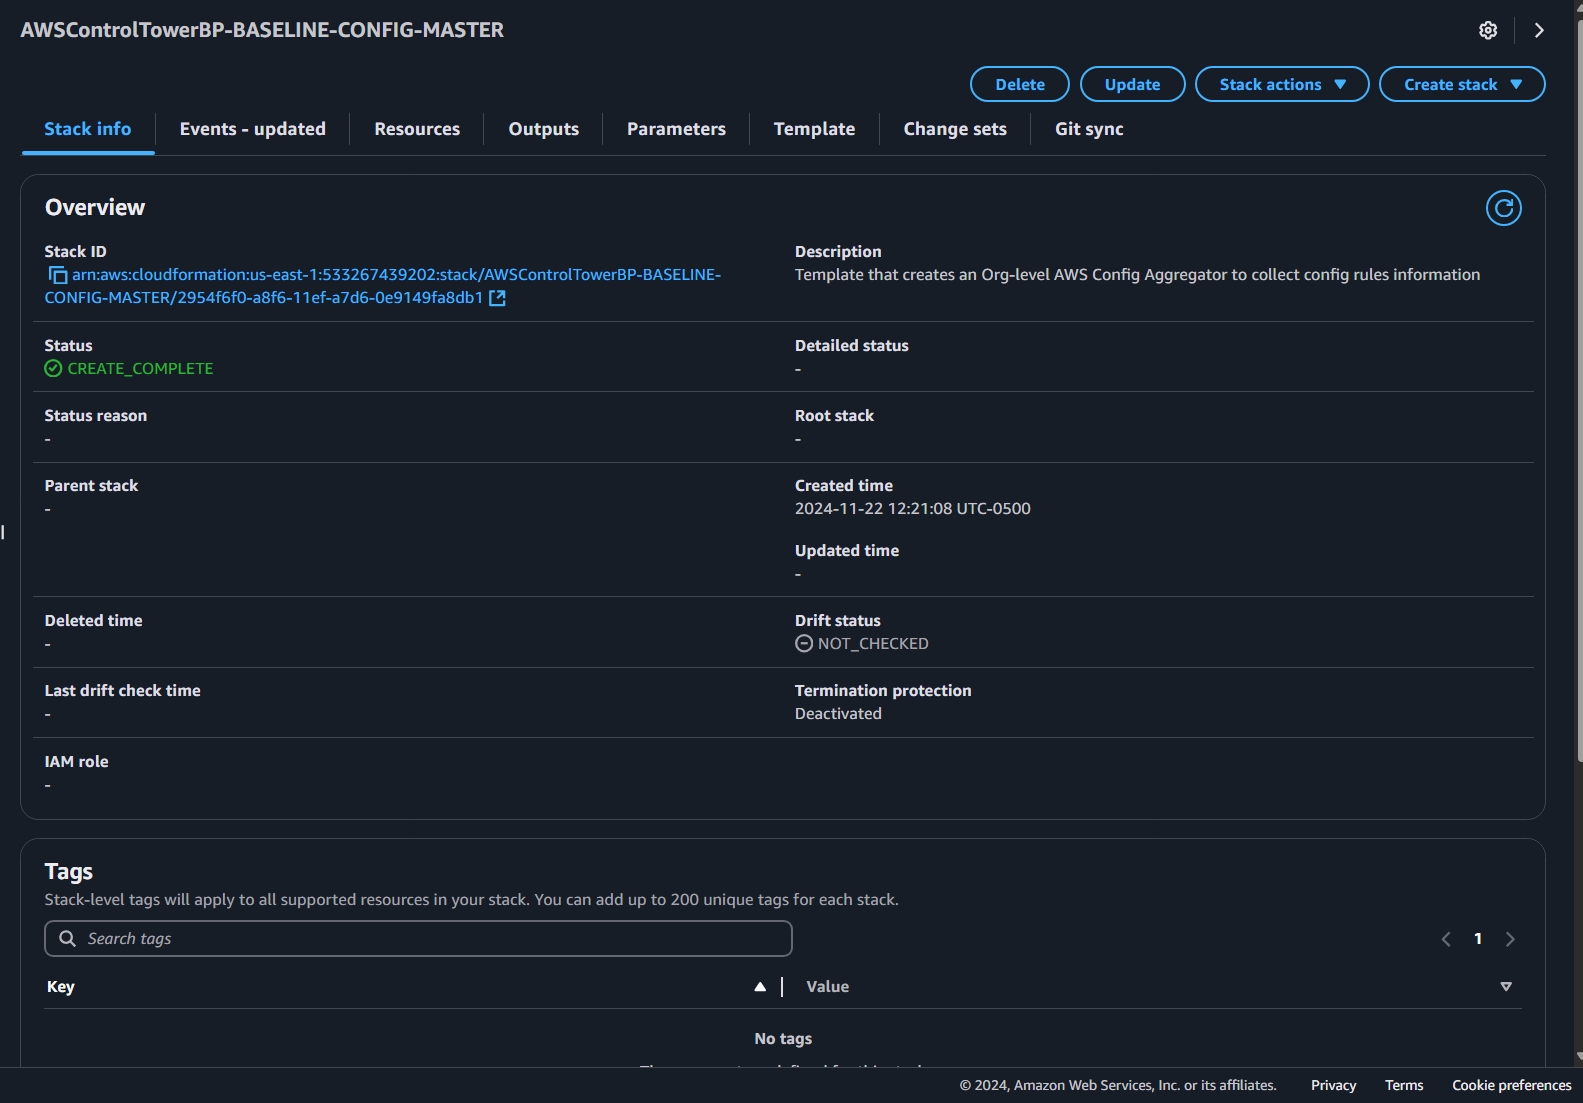 AWSControlTowerBP-BASELINE-CONFIG-MASTER
Delete
Update
Stack actions
Create stack
Stack info
Events - updated
Resources
Outputs
Parameters
Template
Change sets
Git sync
Overview
Stack ID
arn:aws:cloudformation:us-east-1:533267439202:stack/AWSControlTowerBP-BASELINE-
CONFIG-MASTER/2954f6f0-a8f6-11ef-a7d6-0e9149fa8db1
Description
Template that creates an Org-level AWS Config Aggregator to collect config rules information
Status
CREATE_COMPLETE
Detailed status
-
Status reason
-
Root stack
-
Parent stack
-
Created time
2024-11-22 12:21:08 UTC-0500
Updated time
-
Deleted time
-
Drift status
NOT_CHECKED
Last drift check time
-
Termination protection
Deactivated
IAM role
-
Tags
Stack-level tags will apply to all supported resources in your stack. You can add up to 200 unique tags for each stack.
Search tags
1
Key
Value
No tags
© 2024, Amazon Web Services, Inc. or its affiliates.
Privacy
Terms
Cookie preferences